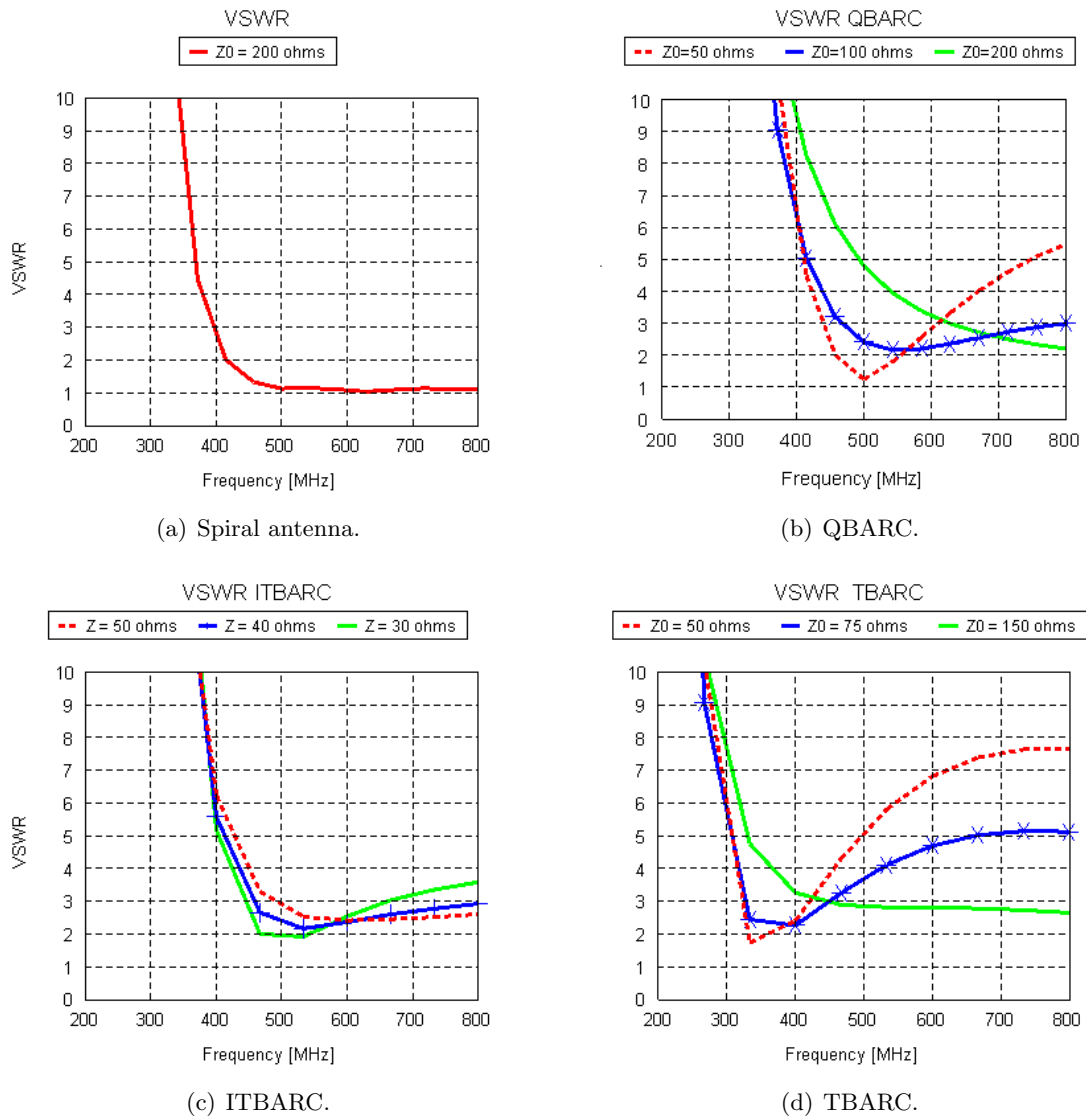 VSWR
Z0 = 200 ohms
10
9
8
7
6
5
4
3
2
1
0
VSWR
200 300 400 500 600 700 800
Frequency [MHz]
(a) Spiral antenna.
VSWR QBARC
Z0=50 ohms Z0=100 ohms Z0=200 ohms
10
9
8
7
6
5
4
3
2
1
0
200 300 400 500 600 700 800
Frequency [MHz]
(b) QBARC.
VSWR ITBARC
Z = 50 ohms Z = 40 ohms Z = 30 ohms
10
9
8
7
6
5
4
3
2
1
0
VSWR
200 300 400 500 600 700 800
Frequency [MHz]
(c) ITBARC.
VSWR TBARC
Z0 = 50 ohms Z0 = 75 ohms Z0 = 150 ohms
10
9
8
7
6
5
4
3
2
1
0
200 300 400 500 600 700 800
Frequency [MHz]
(d) TBARC.